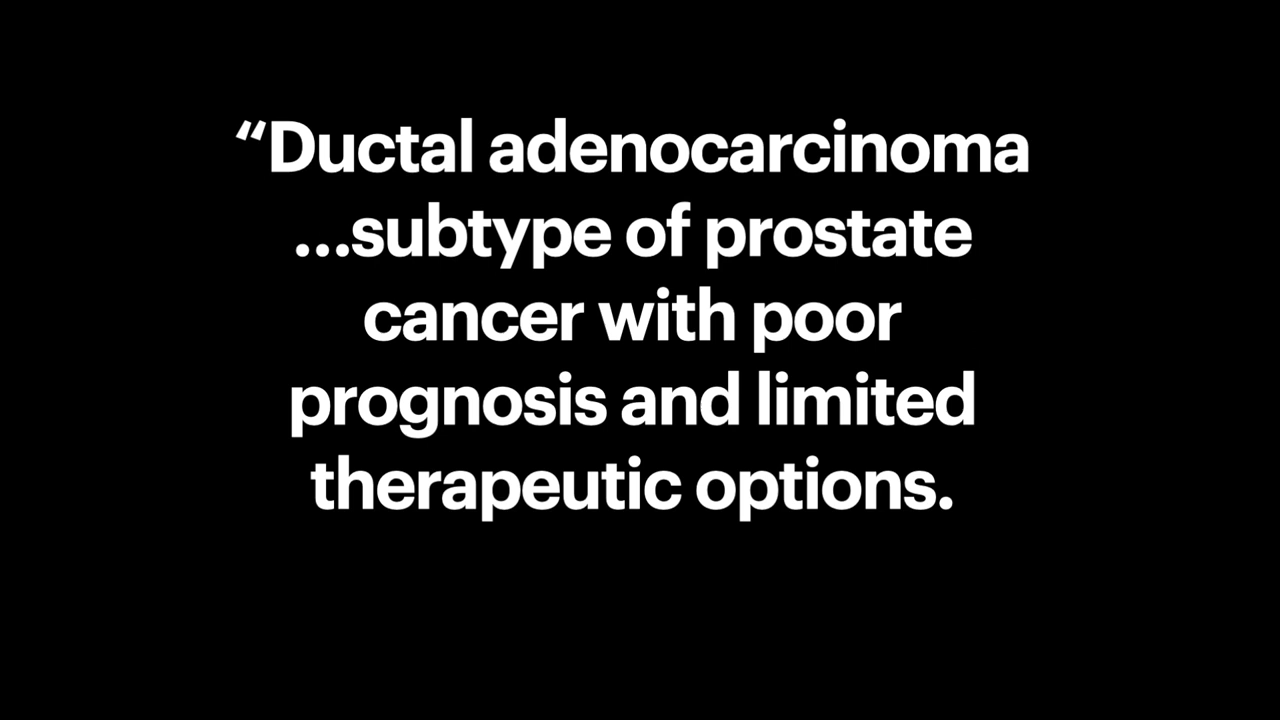 “Ductal adenocarcinoma
...subtype of prostate
cancer with poor
prognosis and limited
therapeutic options.